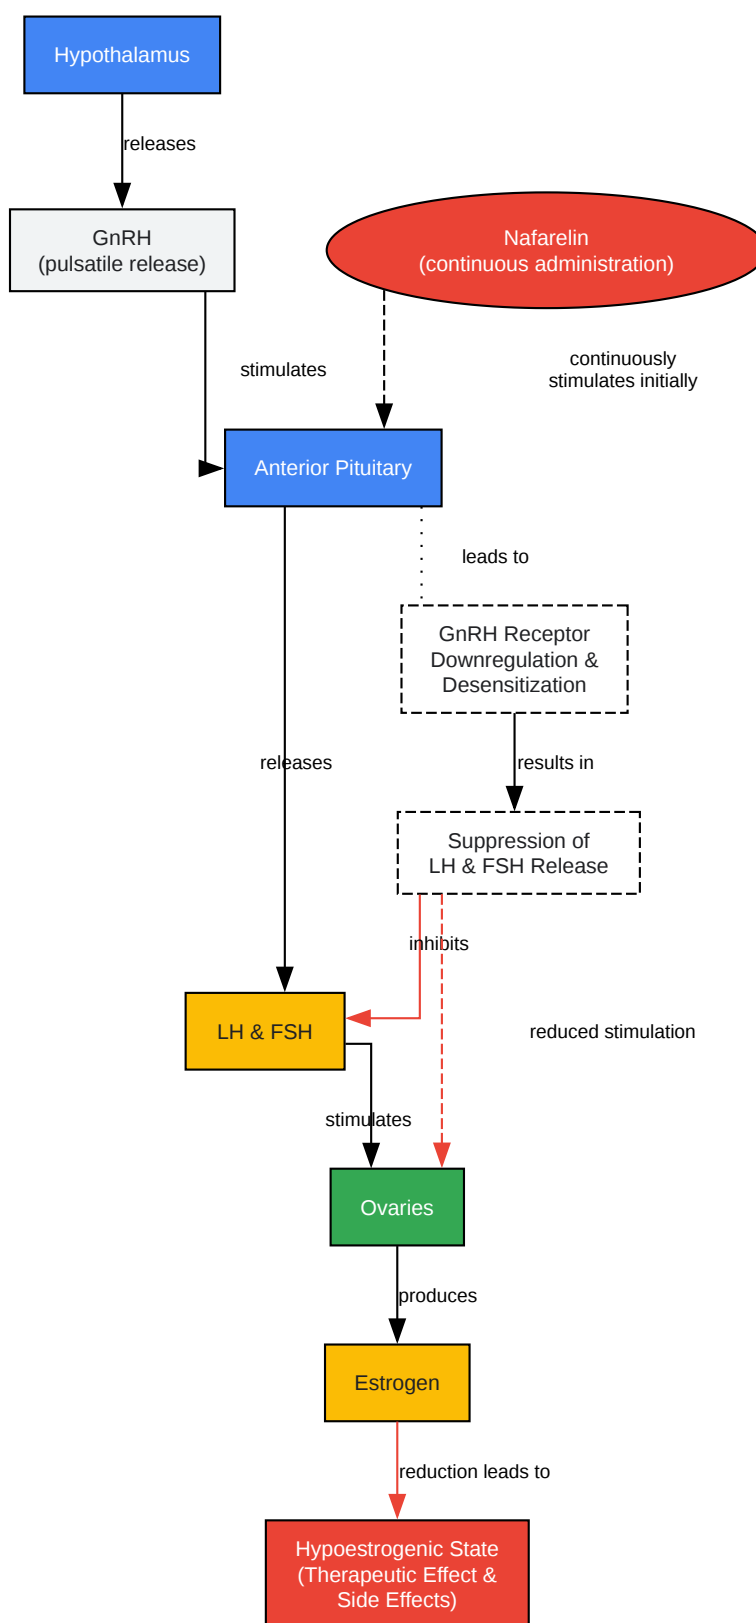 Hypothalamus
releases
GnRH
(pulsatile release)
Nafarelin
(continuous administration)
stimulates
continuously
stimulates initially
Anterior Pituitary
leads to
GnRH Receptor
Downregulation &
Desensitization
releases
results in
Suppression of
LH & FSH Release
inhibits
LH & FSH
reduced stimulation
stimulates
Ovaries
produces
Estrogen
reduction leads to
Hypoestrogenic State
(Therapeutic Effect &
Side Effects)